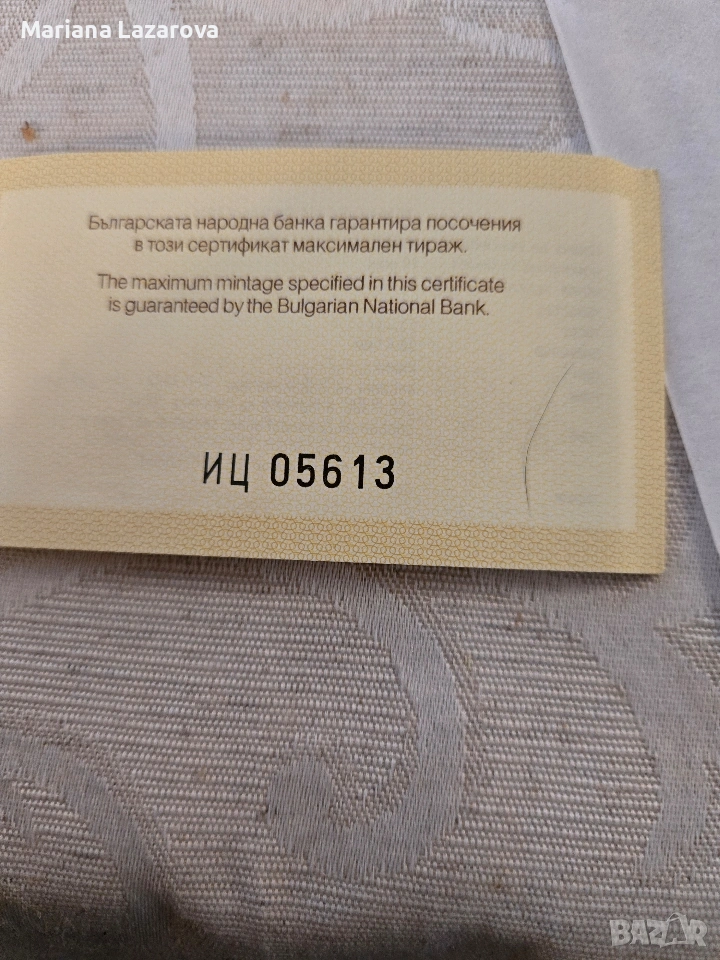 Mariana Lazarova
Българската народна банка гарантира посочения
в този сертификат максимален тираж.
The maximum mintage specified in this certificate
is guaranteed by the Bulgarian National Bank.
ИЦ 05613
BAZAR